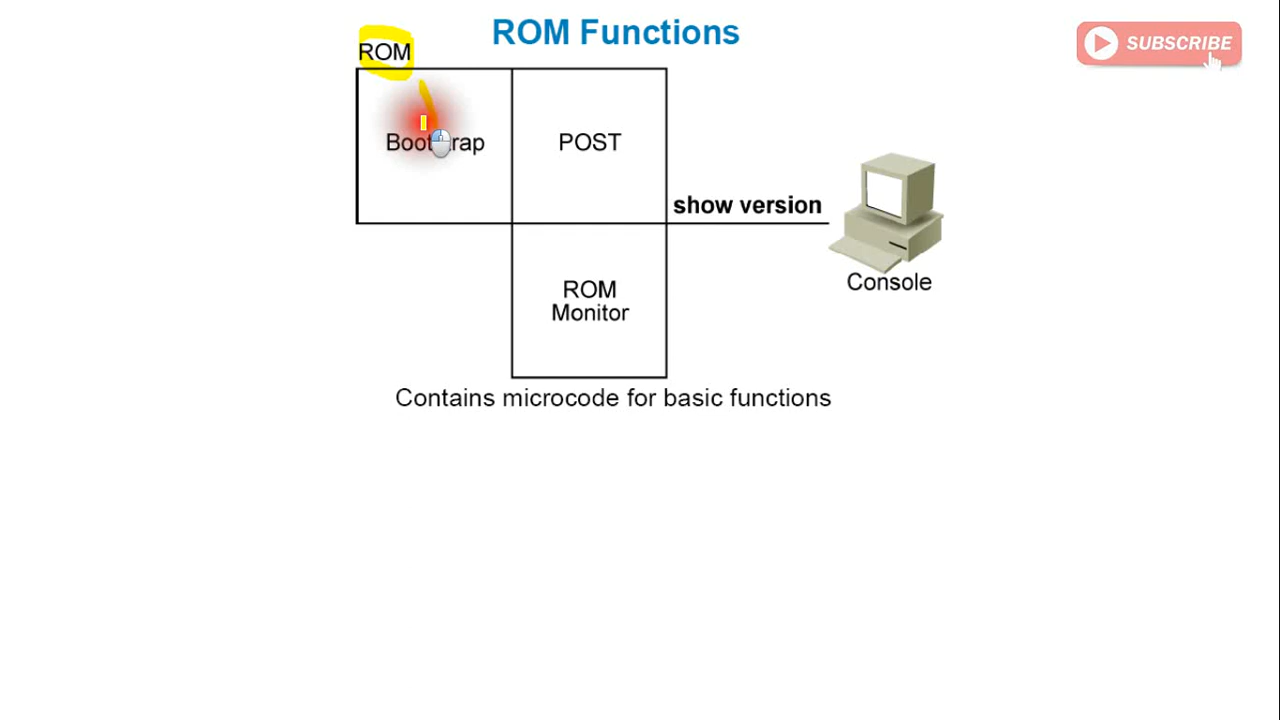 ROM Functions
SUBSCRIBE
ROM
Bootstrap
POST
show version
Console
ROM
Monitor
Contains microcode for basic functions